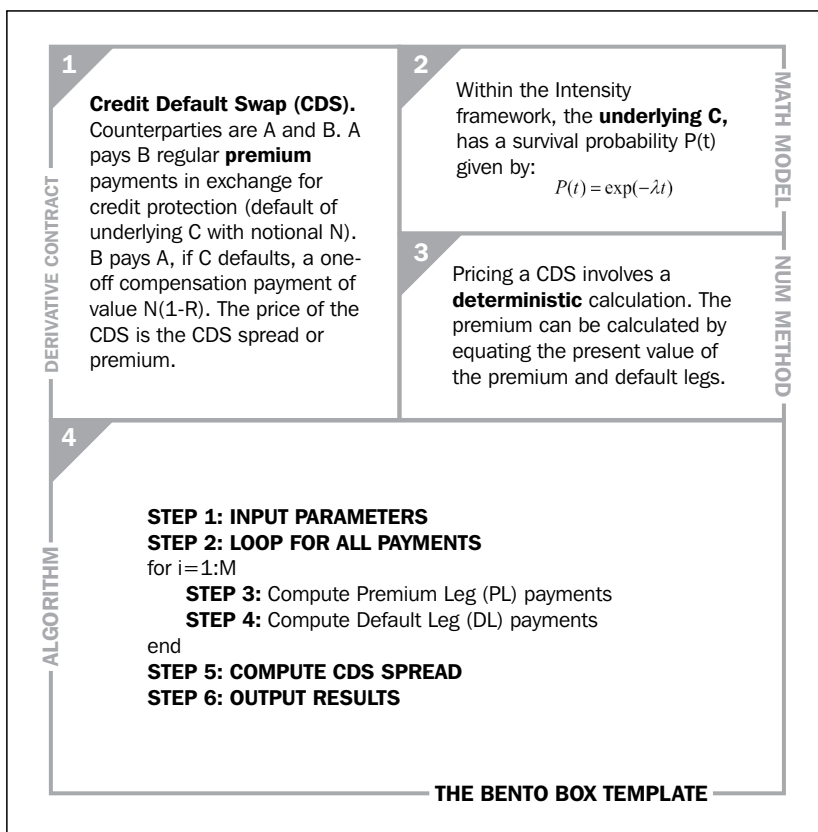 1
DERIVATIVE CONTRACT
Credit Default Swap (CDS).
Counterparties are A and B. A
pays B regular premium
payments in exchange for
credit protection (default of
underlying C with notional N).
B pays A, if C defaults, a one-
off compensation payment of
value N(1-R). The price of the
CDS is the CDS spread or
premium.
2
MATH MODEL
Within the Intensity
framework, the underlying C,
has a survival probability P(t)
given by:
P(t) = exp(−λt)
3
NUM METHOD
Pricing a CDS involves a
deterministic calculation. The
premium can be calculated by
equating the present value of
the premium and default legs.
4
ALGORITHM
STEP 1: INPUT PARAMETERS
STEP 2: LOOP FOR ALL PAYMENTS
for i=1:M
STEP 3: Compute Premium Leg (PL) payments
STEP 4: Compute Default Leg (DL) payments
end
STEP 5: COMPUTE CDS SPREAD
STEP 6: OUTPUT RESULTS
THE BENTO BOX TEMPLATE